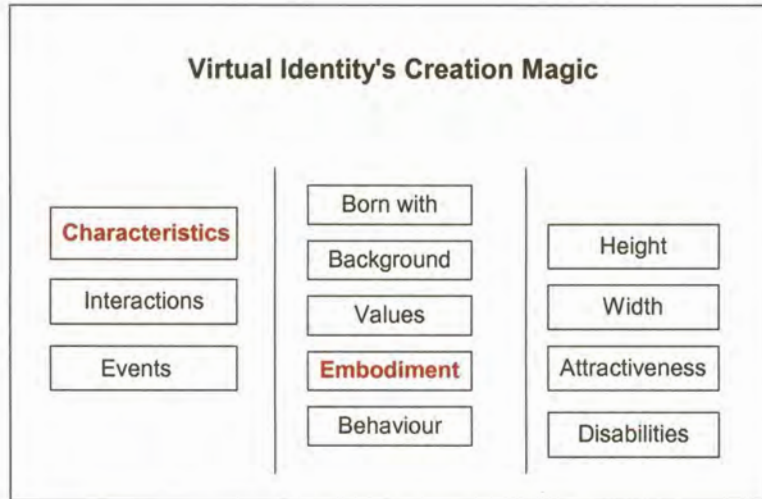 Virtual Identity's Creation Magic
Characteristics
Interactions
Events
Born with
Background
Values
Embodiment
Behaviour
Height
Width
Attractiveness
Disabilities